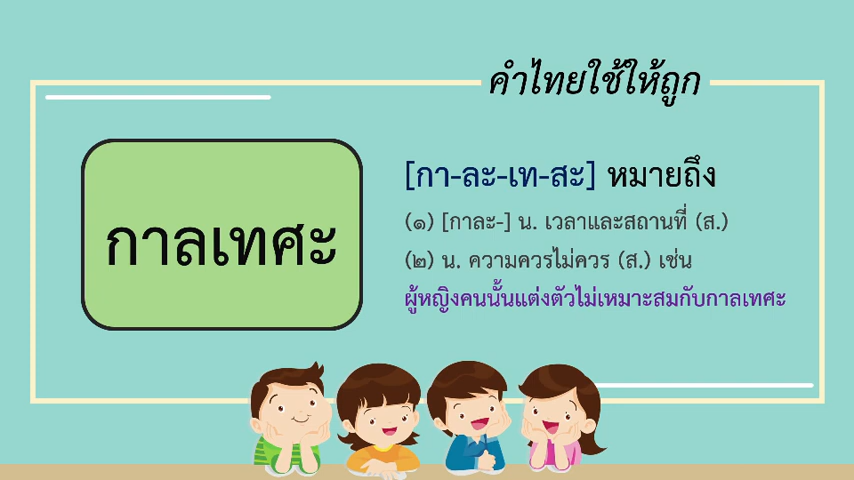 คำไทยใช้ให้ถูก
กาลเทศะ
[กา-ละ-เท-สะ] หมายถึง
(๑) [กาละ-] น. เวลาและสถานที่ (ส.)
(๒) น. ความควรไม่ควร (ส.) เช่น
ผู้หญิงคนนั้นแต่งตัวไม่เหมาะสมกับกาลเทศะ